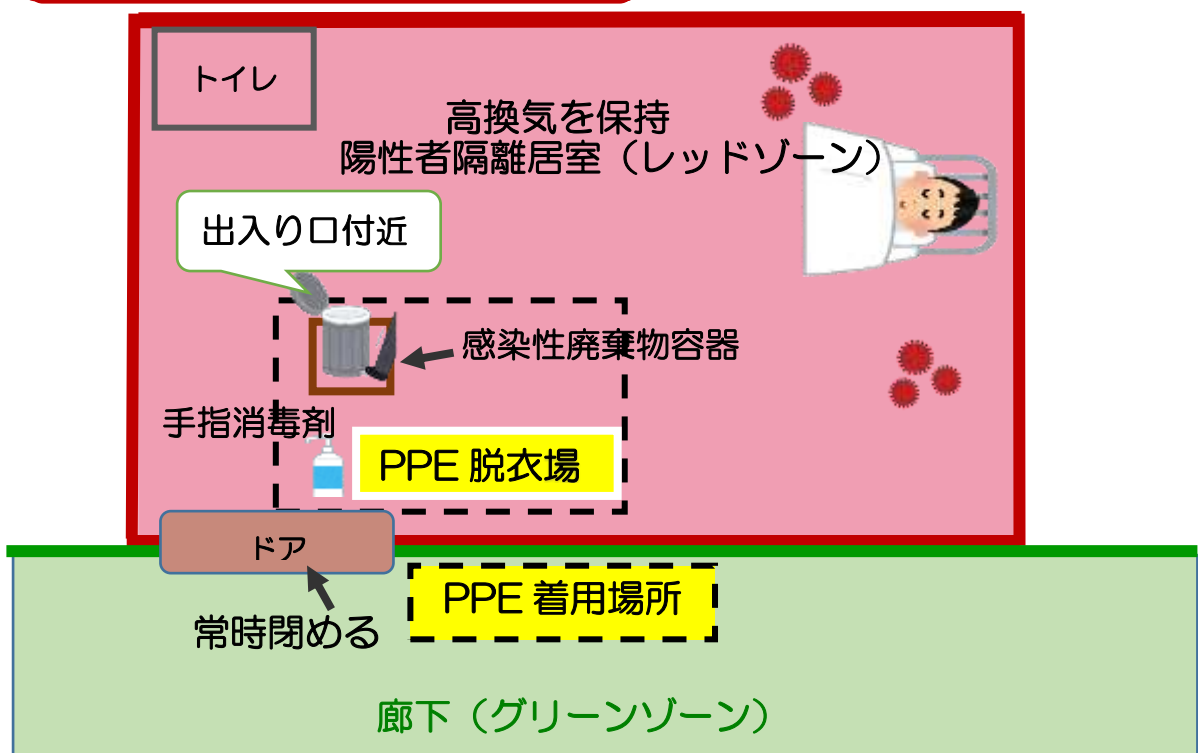 トイレ
高換気を保持
陽性者隔離居室（レッドゾーン）
出入り口付近
感染性廃棄物容器
手指消毒剤
PPE 脱衣場
ドア
PPE 着用場所
常時閉める
廊下（グリーンゾーン）